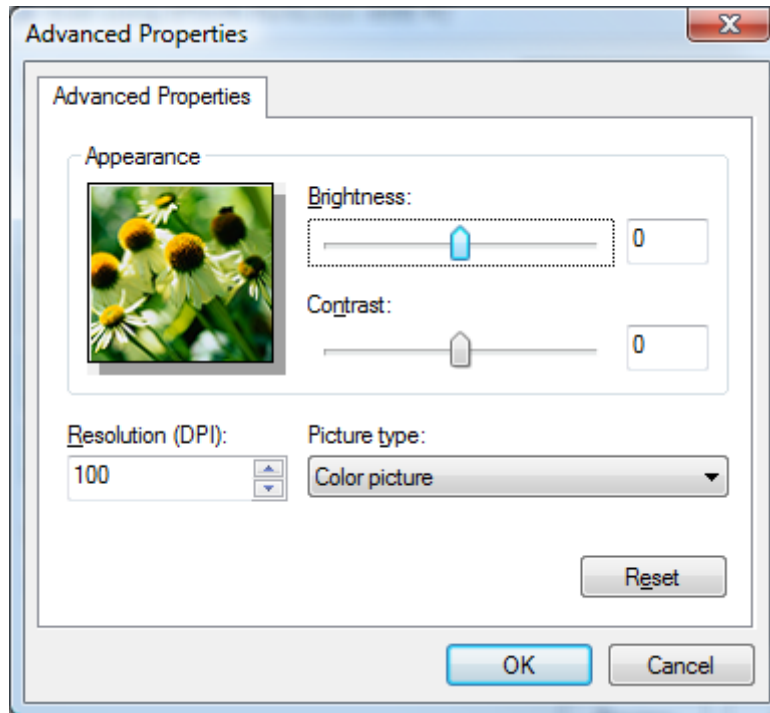 Advanced Properties
Advanced Properties
Appearance
Brightness:
0
Contrast:
0
Resolution (DPI):
Picture type:
100
Color picture
Reset
OK
Cancel